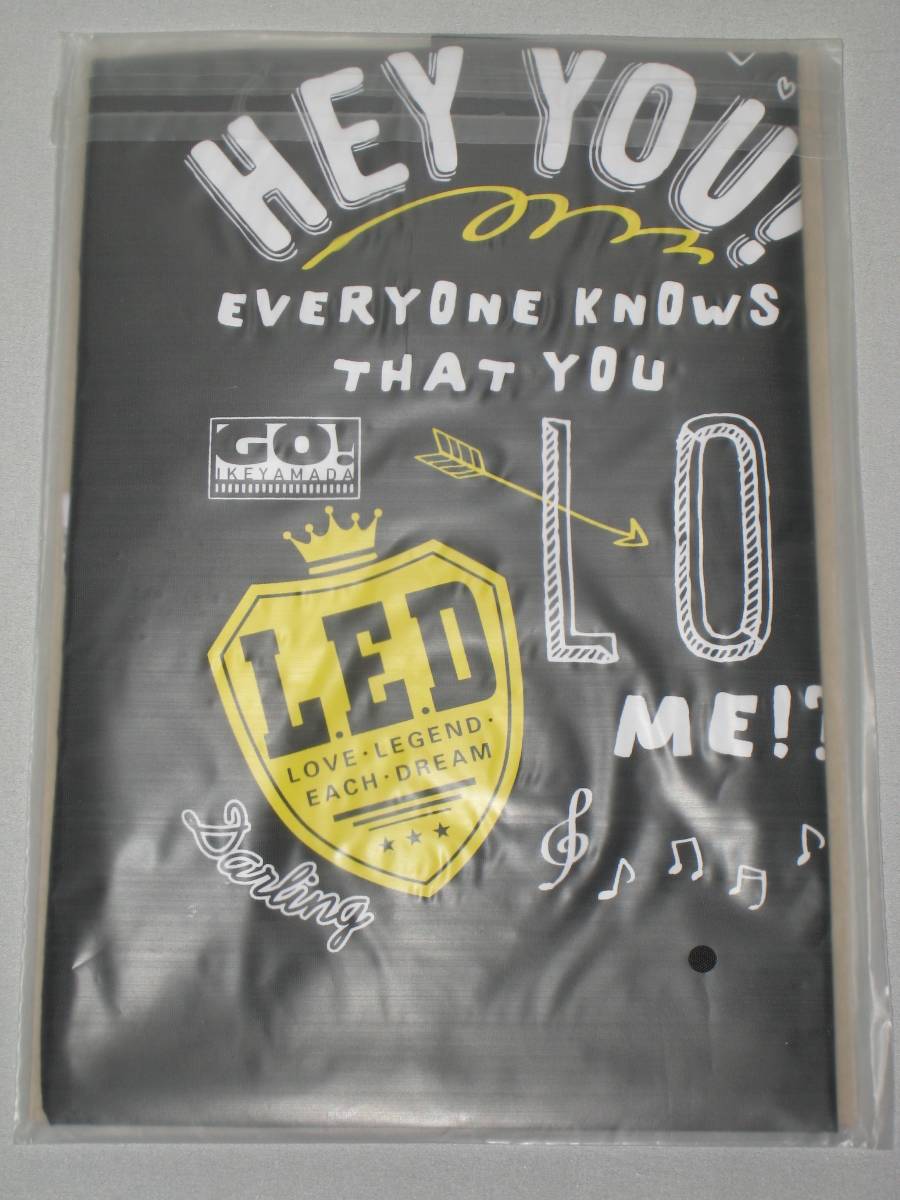 HEY YOU!
EVERYONE KNOWS
THAT YOU
GO!
IKEYAMADA
LO
L.E.D
LOVE·LEGEND·
EACH·DREAM
ME!?
Darling